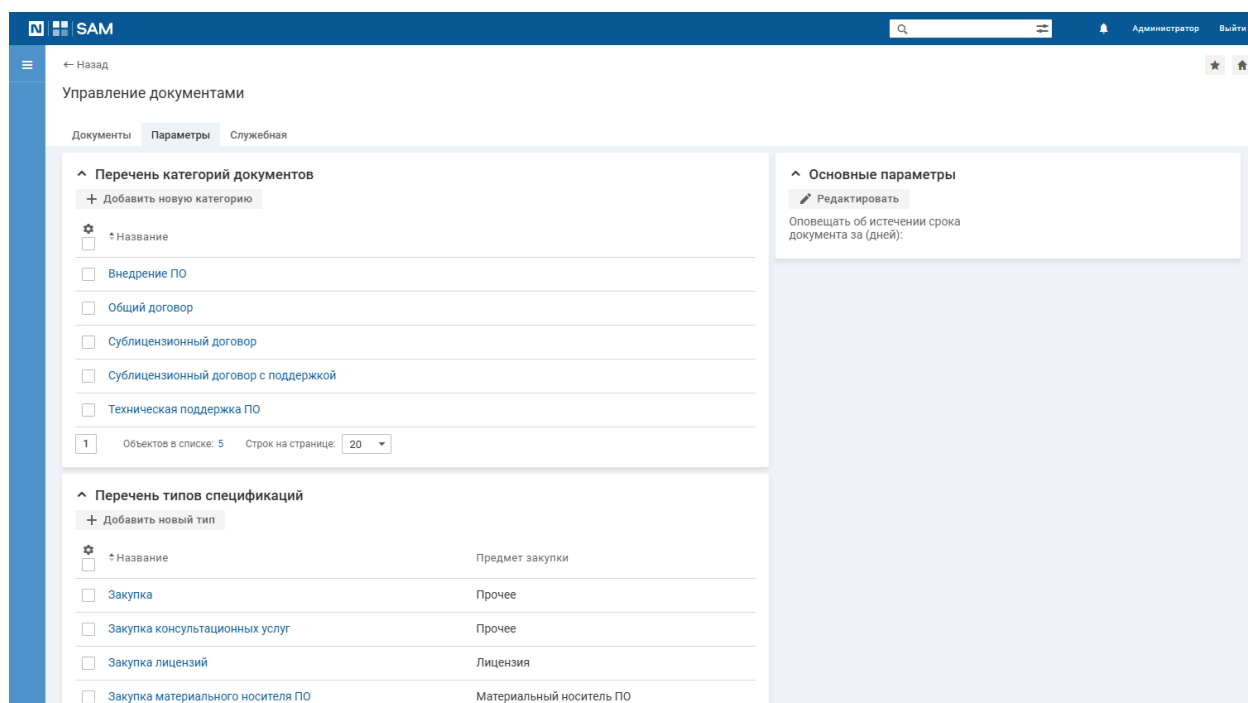 N SAM
Администратор Выйти
← Назад
Управление документами
Документы Параметры Служебная
Перечень категорий документов
+ Добавить новую категорию
Название
Внедрение ПО
Общий договор
Сублицензионный договор
Сублицензионный договор с поддержкой
Техническая поддержка ПО
1 Объектов в списке: 5 Строк на странице: 20
Перечень типов спецификаций
+ Добавить новый тип
Название Предмет закупки
Закупка Прочее
Закупка консультационных услуг Прочее
Закупка лицензий Лицензия
Закупка материального носителя ПО Материальный носитель ПО
Основные параметры
Редактировать
Оповещать об истечении срока
документа за (дней):